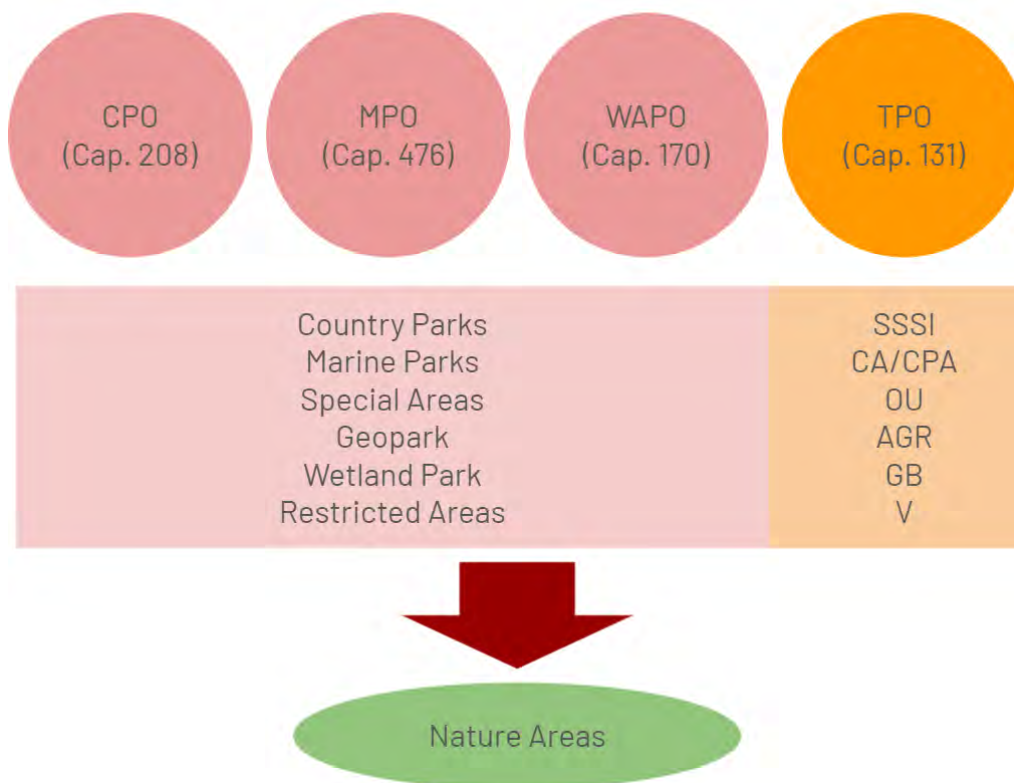 CPO
(Cap. 208)
MPO
(Cap. 476)
WAPO
(Cap. 170)
TPO
(Cap. 131)
Country Parks
Marine Parks
Special Areas
Geopark
Wetland Park
Restricted Areas
SSSI
CA/CPA
OU
AGR
GB
V
Nature Areas